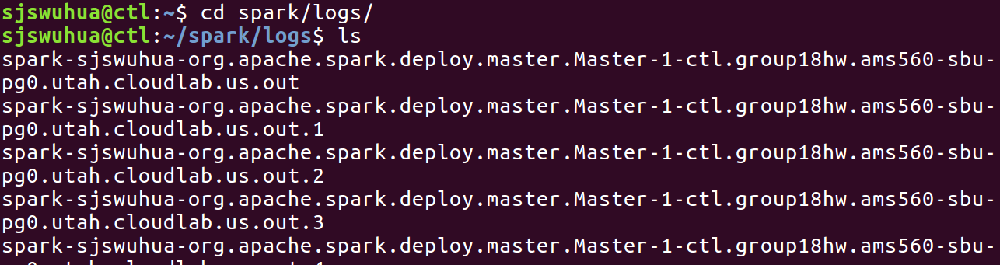 sjswuhua@ctl:~$ cd spark/logs/
sjswuhua@ctl:~/spark/logs$ ls
spark-sjswuhua-org.apache.spark.deploy.master.Master-1-ctl.group18hw.ams560-sbu-
pg0.utah.cloudlab.us.out
spark-sjswuhua-org.apache.spark.deploy.master.Master-1-ctl.group18hw.ams560-sbu-
pg0.utah.cloudlab.us.out.1
spark-sjswuhua-org.apache.spark.deploy.master.Master-1-ctl.group18hw.ams560-sbu-
pg0.utah.cloudlab.us.out.2
spark-sjswuhua-org.apache.spark.deploy.master.Master-1-ctl.group18hw.ams560-sbu-
pg0.utah.cloudlab.us.out.3
spark-sjswuhua-org.apache.spark.deploy.master.Master-1-ctl.group18hw.ams560-sbu-